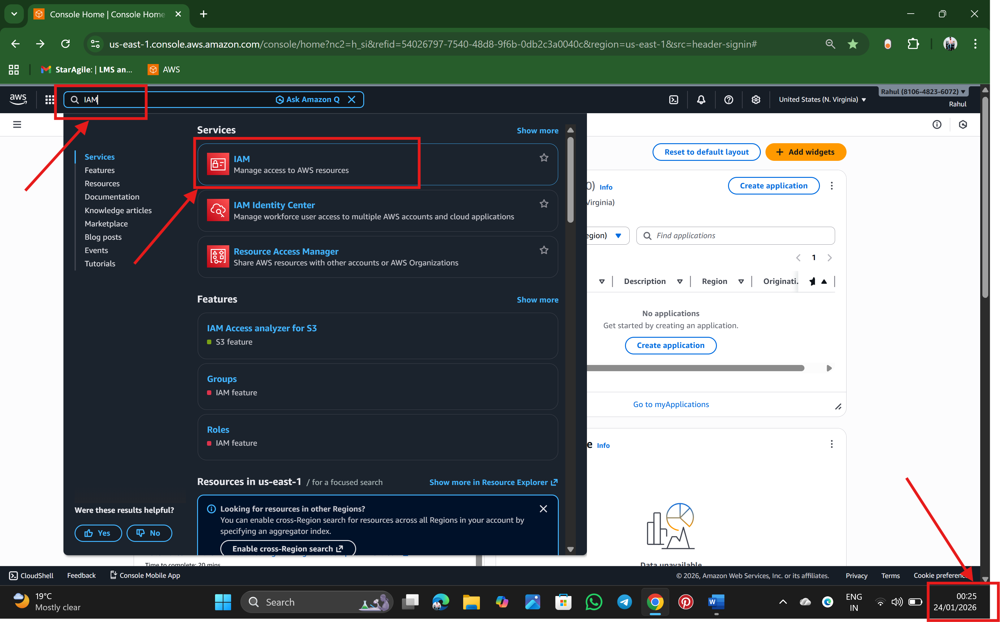 Console Home | Console Home
us-east-1.console.aws.amazon.com/console/home?nc2=h_si&refid=54026797-7540-48d8-9f6b-0db2c3a0040c&region=us-east-1&src=header-signin#
StarAgile: | LMS an...
AWS
aws
IAM
Ask Amazon Q
United States (N. Virginia)
Rahul (8106-4823-6072)
Rahul
Services
Features
Resources
Documentation
Knowledge articles
Marketplace
Blog posts
Events
Tutorials
Services
Show more
IAM
Manage access to AWS resources
IAM Identity Center
Manage workforce user access to multiple AWS accounts and cloud applications
Resource Access Manager
Share AWS resources with other accounts or AWS Organizations
Features
Show more
IAM Access analyzer for S3
S3 feature
Groups
IAM feature
Roles
IAM feature
Resources in us-east-1 / for a focused search
Show more in Resource Explorer
Looking for resources in other Regions?
You can enable cross-Region search for resources across all Regions in your account by
specifying an aggregator index.
Enable cross-Region search
Were these results helpful?
Yes
No
Reset to default layout
+ Add widgets
0) Info
Create application
Virginia)
egion)
Find applications
1
Description
Region
Originati.
No applications
Get started by creating an application.
Create application
Go to myApplications
e Info
Data unavailable
Time to complete: 20 mins
CloudShell
Feedback
Console Mobile App
© 2026, Amazon Web Services, Inc. or its affiliates.
Privacy
Terms
Cookie preferenc
19°C
Mostly clear
Search
W
ENG
IN
00:25
24/01/2026